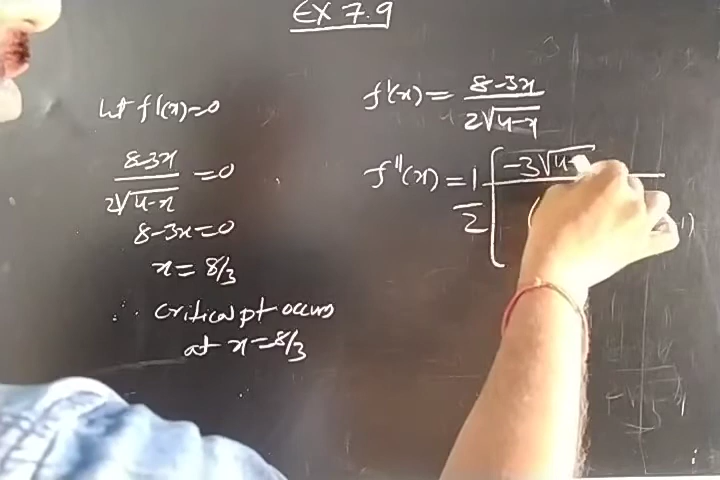 EX 7.9
let f'(x)=0
8-3x/2√4-x =0
8-3x=0
x=8/3
∴ critical pt occurs
at x=8/3
f'(x)= 8-3x/2√4-x
f''(x)=1/2[-3√4-